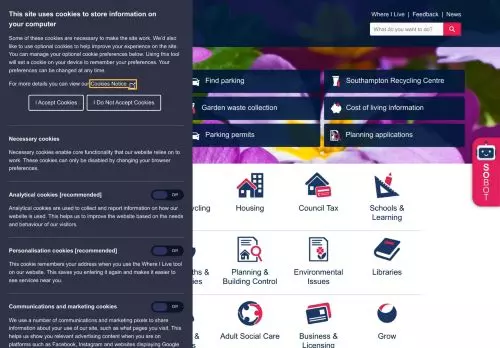 This site uses cookies to store information on
your computer
Some of these cookies are necessary to make the site work. We'd also
like to use optional cookies to help improve your experience on the site.
You can manage your optional cookie preferences below. Using this tool
will set a cookie on your device to remember your preferences. Your
preferences can be changed at any time.
For more details you can view our Cookies Notice
I Accept Cookies
I Do Not Accept Cookies
Necessary cookies
Necessary cookies enable core functionality that our website relies on to
work. These cookies can only be disabled by changing your browser
preferences.
Analytical cookies [recommended]
Off
Analytical cookies are used to collect and report information on how our
website is used. This helps us to improve the website based on the needs
and behaviour of our visitors.
Personalisation cookies [recommended]
Off
This cookie remembers your address when you use the Where I Live tool
on our website. This saves you entering it again and makes it easier to
see services near you.
Communications and marketing cookies
Off
We use a number of communications and marketing pixels to share
information about your use of our site, such as what pages you visit. This
helps us show you relevant advertising content when you are on
platforms such as Facebook, Instagram and websites displaying Google
Where I Live | Feedback | News
What do you want to do?
Find parking
Southampton Recycling Centre
Garden waste collection
Cost of living information
Parking permits
Planning applications
SOBOT
ycling
Housing
Council Tax
Schools &
Learning
hs &
ies
Planning &
Building Control
Environmental
Issues
Libraries
&
s
Adult Social Care
Business &
Licensing
Grow